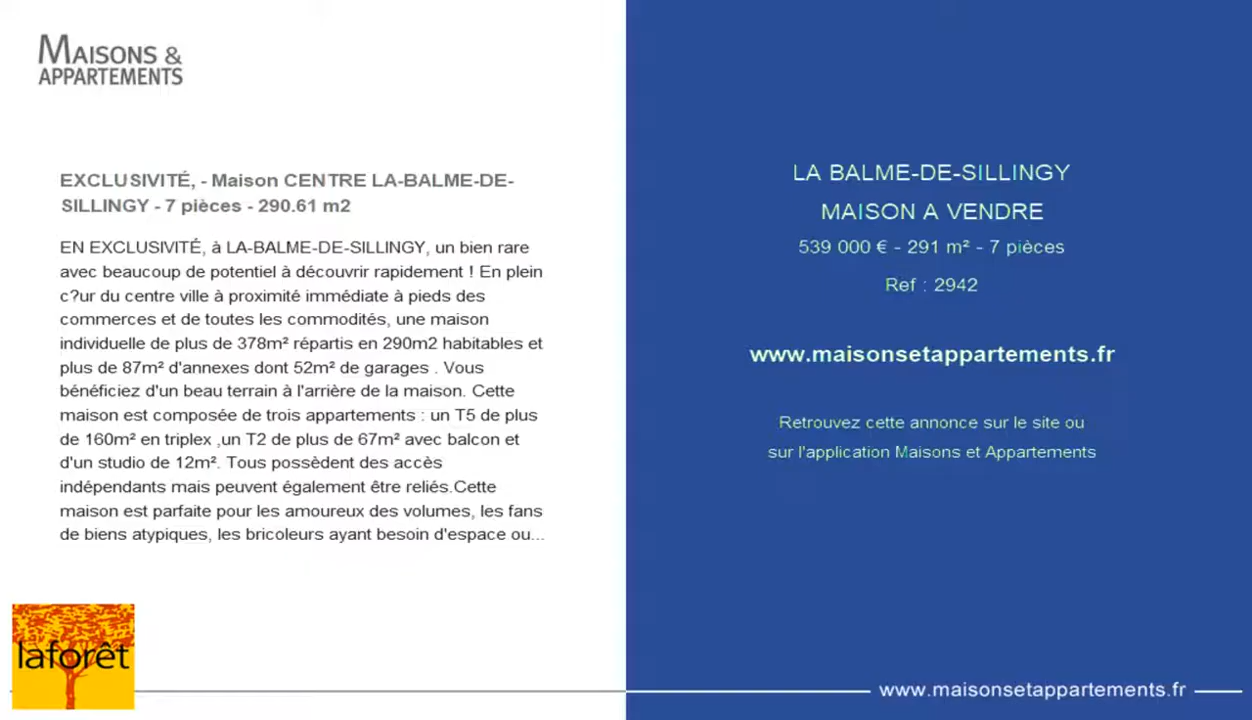 MAISONS &
APPARTEMENTS
EXCLUSIVITÉ, - Maison CENTRE LA-BALME-DE-
SILLINGY - 7 pièces - 290.61 m2
EN EXCLUSIVITÉ, à LA-BALME-DE-SILLINGY, un bien rare
avec beaucoup de potentiel à découvrir rapidement ! En plein
c?ur du centre ville à proximité immédiate à pieds des
commerces et de toutes les commodités, une maison
individuelle de plus de 378m² répartis en 290m2 habitables et
plus de 87m² d'annexes dont 52m² de garages . Vous
bénéficiez d'un beau terrain à l'arrière de la maison. Cette
maison est composée de trois appartements : un T5 de plus
de 160m² en triplex ,un T2 de plus de 67m² avec balcon et
d'un studio de 12m². Tous possèdent des accès
indépendants mais peuvent également être reliés.Cette
maison est parfaite pour les amoureux des volumes, les fans
de biens atypiques, les bricoleurs ayant besoin d'espace ou...
laforêt
LA BALME-DE-SILLINGY
MAISON A VENDRE
539 000 € - 291 m² - 7 pièces
Ref : 2942
www.maisonsetappartements.fr
Retrouvez cette annonce sur le site ou
sur l'application Maisons et Appartements
www.maisonsetappartements.fr